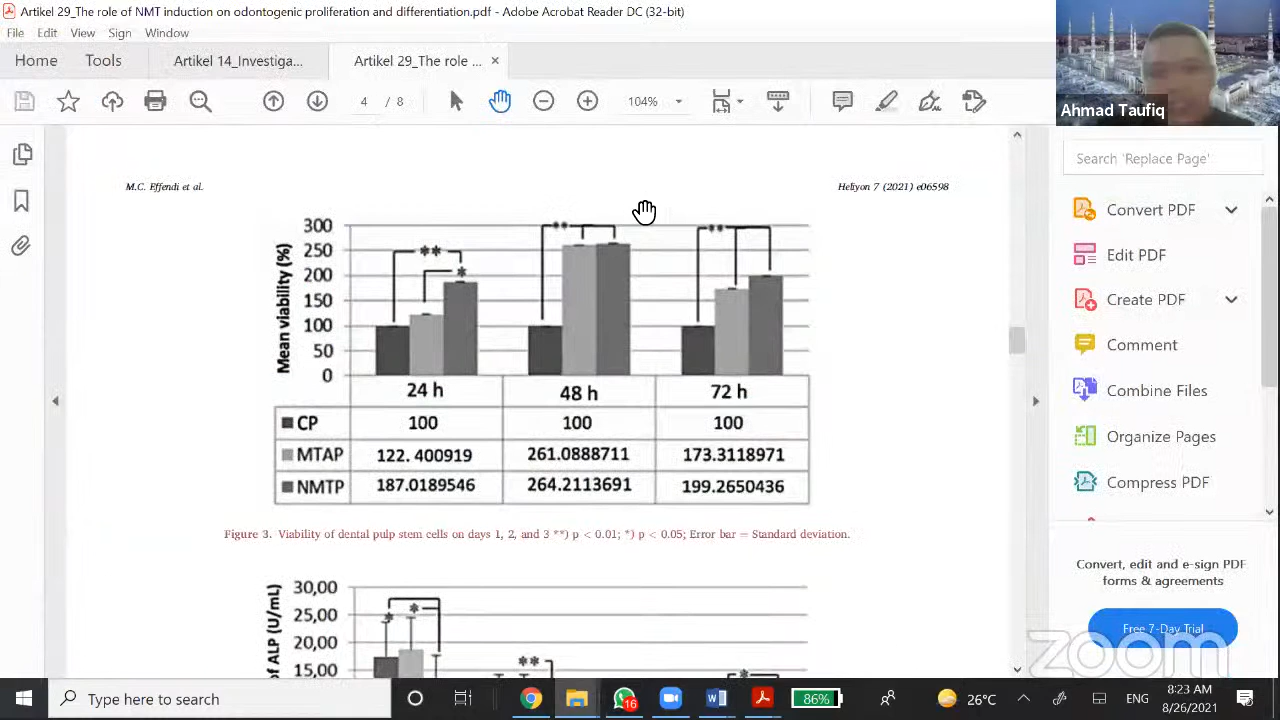 Artikel 29_The role of NMT induction on odontogenic proliferation and differentiation.pdf - Adobe Acrobat Reader DC (32-bit)
File Edit View Sign Window
Home Tools Artikel 14_Investiga... Artikel 29_The role ... ×
4 / 8 104%
Ahmad Taufiq
Search 'Replace Page'
Convert PDF
Edit PDF
Create PDF
Comment
Combine Files
Organize Pages
Compress PDF
Convert, edit and e-sign PDF
forms & agreements
Free 7-Day Trial
zoom
M.C. Effendi et al. Heliyon 7 (2021) e06598
Mean viability (%)
300
250
200
150
100
50
0
** * ** **
24 h 48 h 72 h
CP 100 100 100
MTAP 122. 400919 261.0888711 173.3118971
NMTP 187.0189546 264.2113691 199.2650436
Figure 3. Viability of dental pulp stem cells on days 1, 2, and 3 **) p < 0.01; *) p < 0.05; Error bar = Standard deviation.
of ALP (U/mL)
30,00
25,00
20,00
15,00
* * ** *
Type here to search
16
86%
26°C
ENG
8:23 AM
8/26/2021